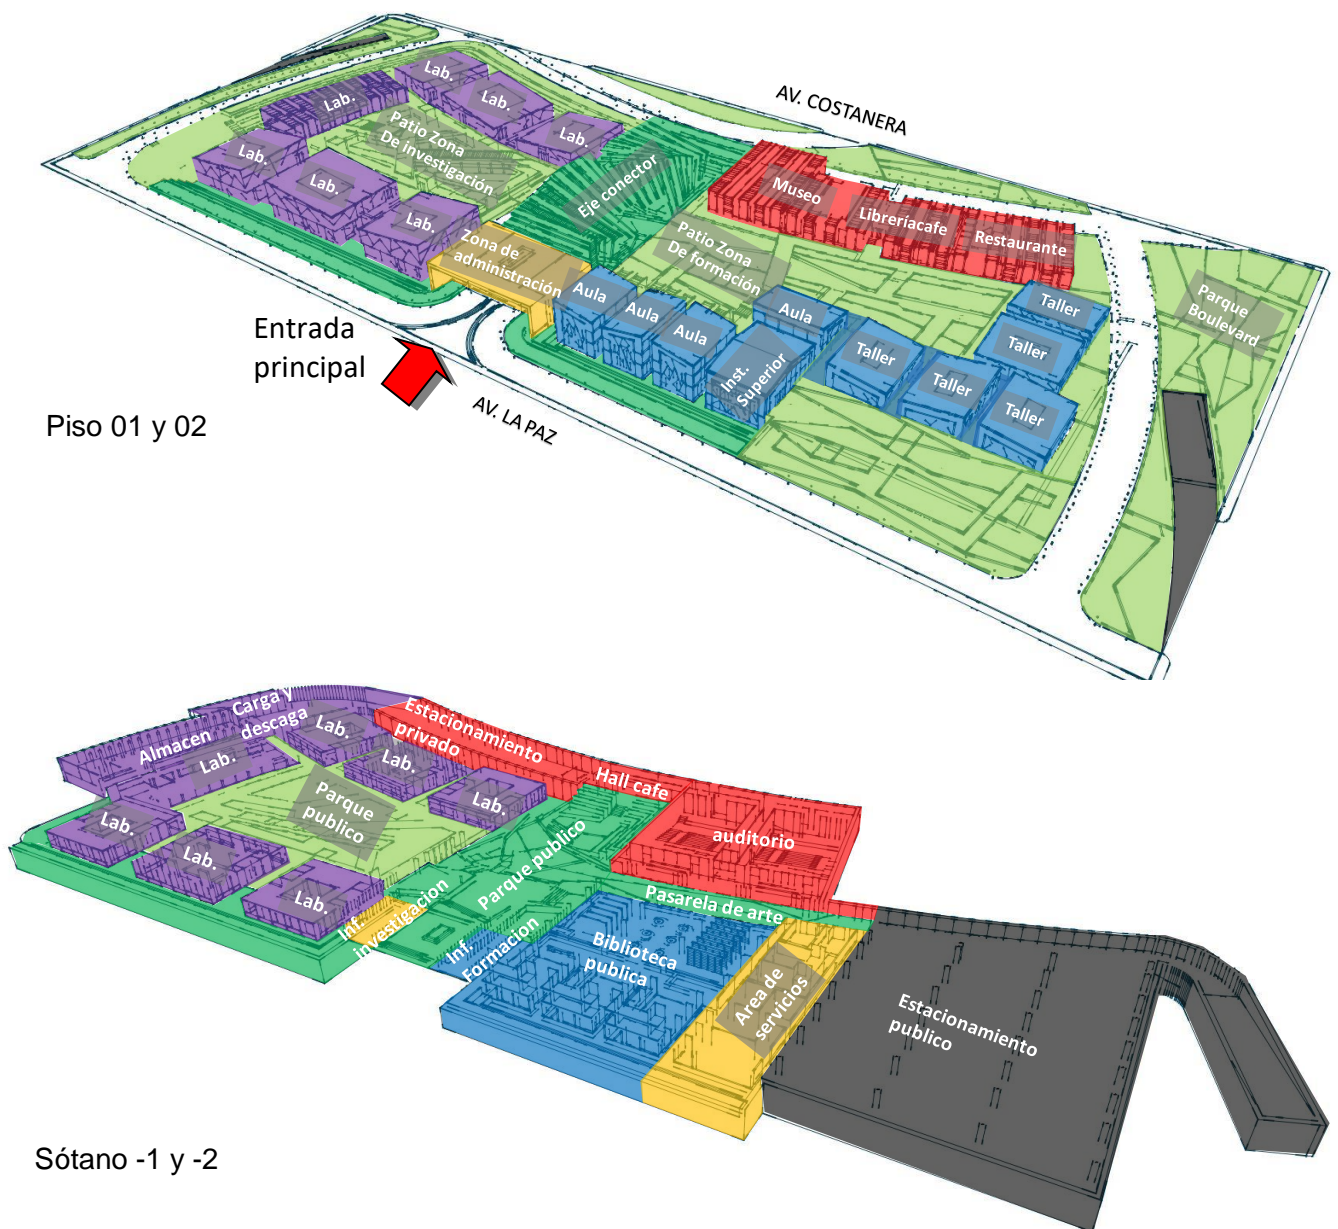 AV. COSTANERA
Lab.
Lab.
Lab.
Lab.
Lab.
Lab.
Lab.
Patio Zona
De investigación
Eje conector
Museo
Libreríacafe
Restaurante
Zona de
administración
Patio Zona
De formación
Aula
Aula
Aula
Aula
Inst.
Superior
Taller
Taller
Taller
Taller
Taller
Parque
Boulevard
Entrada
principal
AV. LA PAZ
Piso 01 y 02
Carga y
descaga
Almacen
Lab.
Lab.
Lab.
Lab.
Lab.
Lab.
Lab.
Estacionamiento
privado
Hall cafe
Parque
publico
auditorio
Parque publico
Pasarela de arte
Inf.
investigacion
Inf.
Formacion
Biblioteca
publica
Area de
servicios
Estacionamiento
publico
Sótano -1 y -2